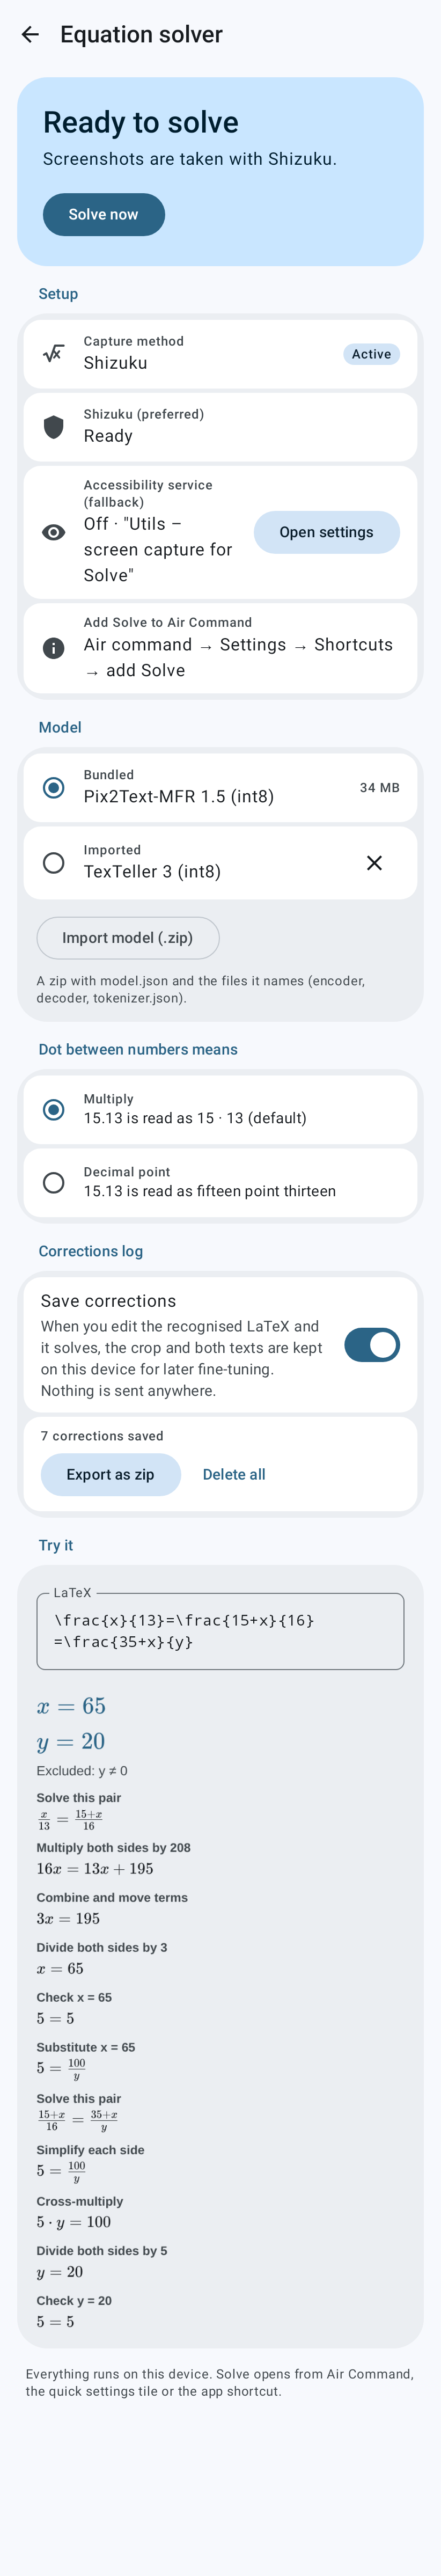 Equation solver
Ready to solve
Screenshots are taken with Shizuku.
Solve now
Setup
Capture method
Shizuku
Active
Shizuku (preferred)
Ready
Accessibility service
(fallback)
Off · "Utils –
screen capture for
Solve"
Open settings
Add Solve to Air Command
Air command → Settings → Shortcuts
→ add Solve
Model
Bundled
Pix2Text-MFR 1.5 (int8)
34 MB
Imported
TexTeller 3 (int8)
Import model (.zip)
A zip with model.json and the files it names (encoder,
decoder, tokenizer.json).
Dot between numbers means
Multiply
15.13 is read as 15 · 13 (default)
Decimal point
15.13 is read as fifteen point thirteen
Corrections log
Save corrections
When you edit the recognised LaTeX and
it solves, the crop and both texts are kept
on this device for later fine-tuning.
Nothing is sent anywhere.
7 corrections saved
Export as zip
Delete all
Try it
LaTeX
\frac{x}{13}=\frac{15+x}{16}
=\frac{35+x}{y}
x = 65
y = 20
Excluded: y ≠ 0
Solve this pair
x/13 = 15+x/16
Multiply both sides by 208
16x = 13x + 195
Combine and move terms
3x = 195
Divide both sides by 3
x = 65
Check x = 65
5 = 5
Substitute x = 65
5 = 100/y
Solve this pair
15+x/16 = 35+x/y
Simplify each side
5 = 100/y
Cross-multiply
5 · y = 100
Divide both sides by 5
y = 20
Check y = 20
5 = 5
Everything runs on this device. Solve opens from Air Command,
the quick settings tile or the app shortcut.